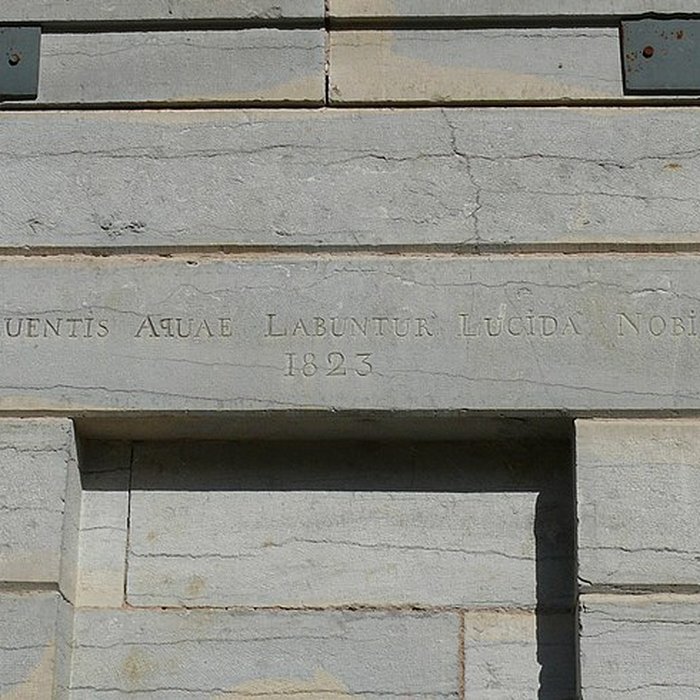 UENTIS AQUAE LABUNTUR LUCIDA NOBI
1823